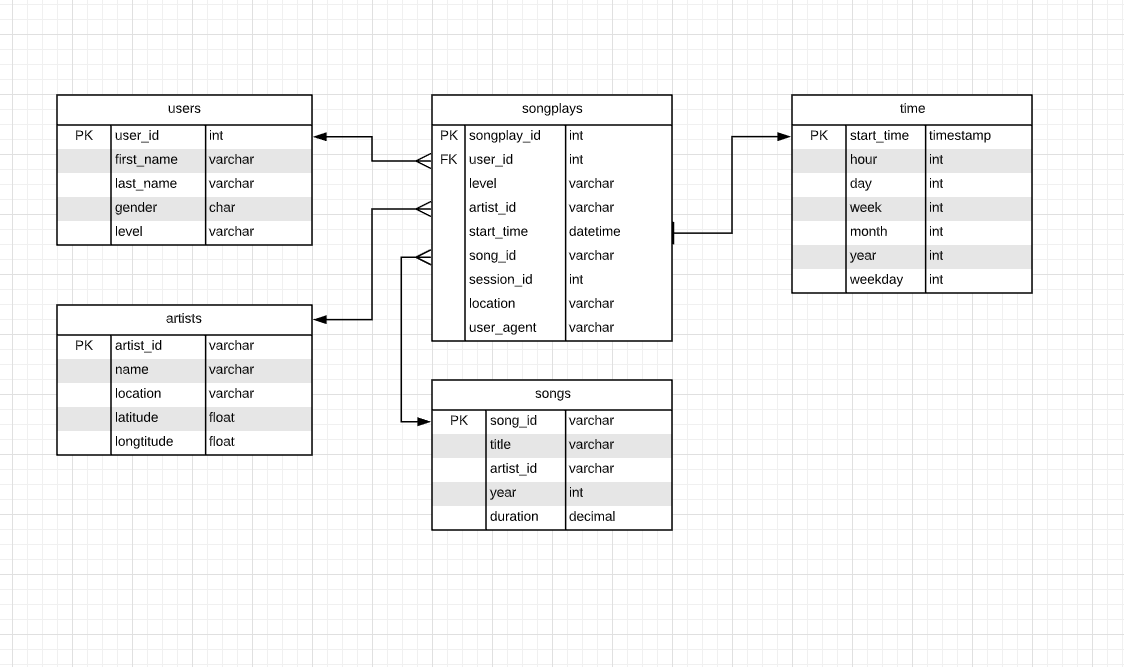 users
PK user_id int
first_name varchar
last_name varchar
gender char
level varchar
songplays
PK songplay_id int
FK user_id int
level varchar
artist_id varchar
start_time datetime
song_id varchar
session_id int
location varchar
user_agent varchar
time
PK start_time timestamp
hour int
day int
week int
month int
year int
weekday int
artists
PK artist_id varchar
name varchar
location varchar
latitude float
longtitude float
songs
PK song_id varchar
title varchar
artist_id varchar
year int
duration decimal